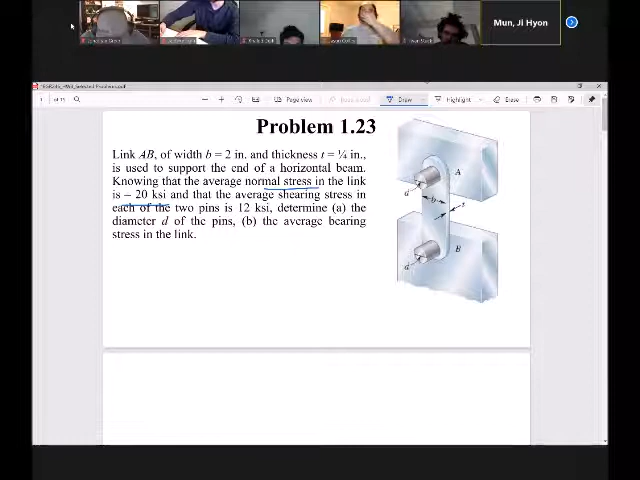 Mun, Ji Hyon
1
of 15
Page view
Draw
Highlight
Erase
Problem 1.23
Link AB, of width b = 2 in. and thickness t = ¼ in.,
is used to support the end of a horizontal beam.
Knowing that the average normal stress in the link
is − 20 ksi and that the average shearing stress in
each of the two pins is 12 ksi, determine (a) the
diameter d of the pins, (b) the average bearing
stress in the link.
A
d
b
t
B
d